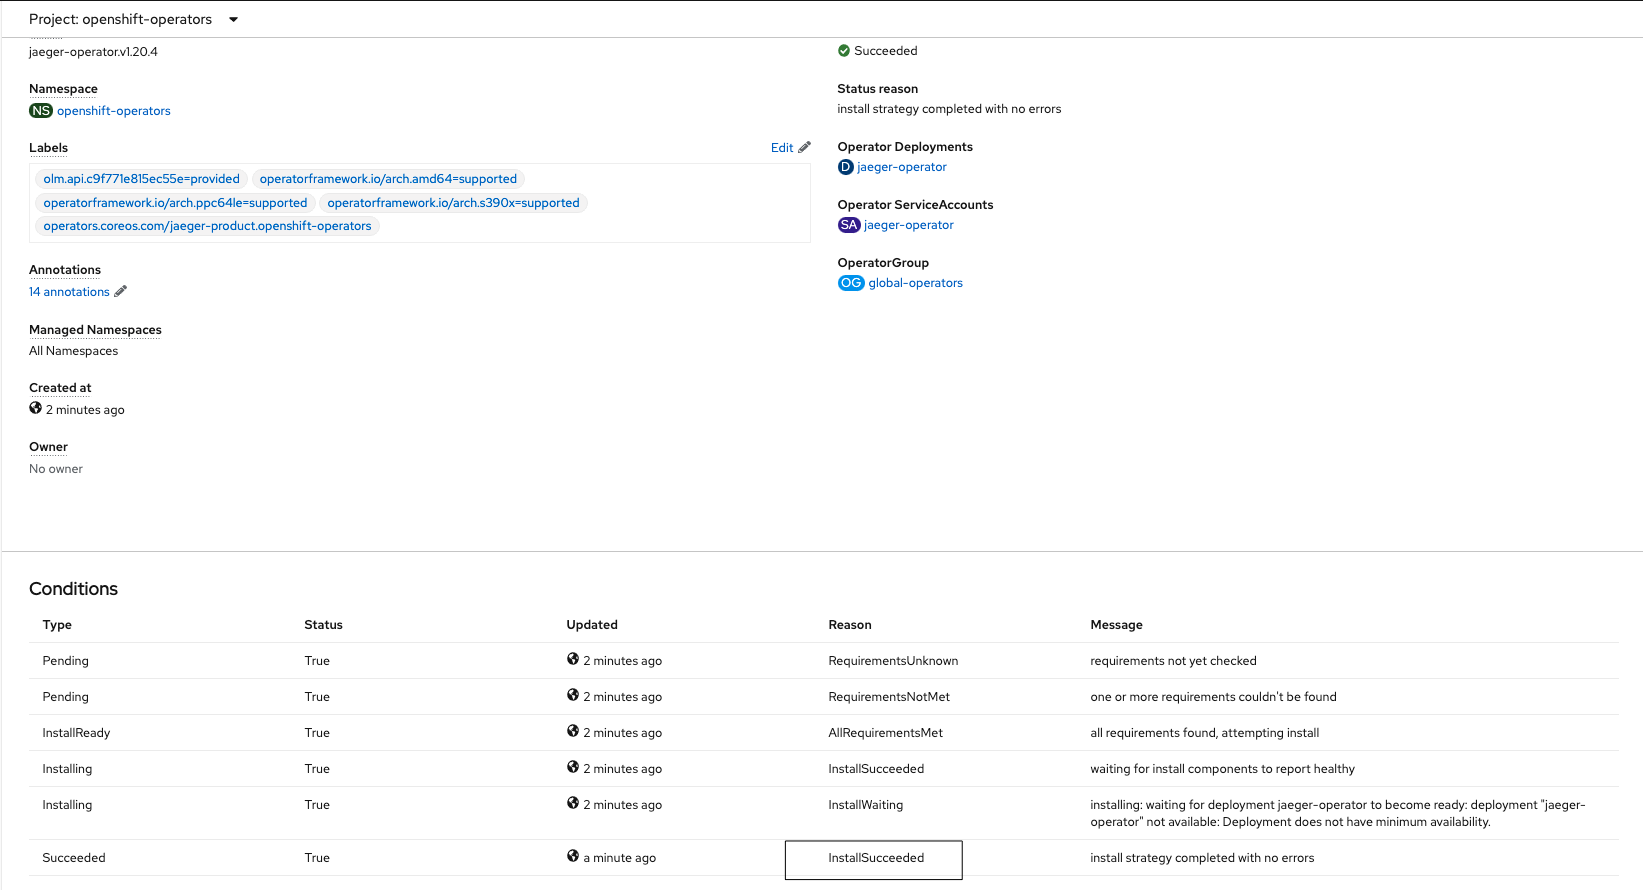 Project: openshift-operators
jaeger-operator.v1.20.4
Namespace
NS openshift-operators
Labels
Edit
olm.api.c9f771e815ec55e=provided operatorframework.io/arch.amd64=supported
operatorframework.io/arch.ppc64le=supported operatorframework.io/arch.s390x=supported
operators.coreos.com/jaeger-product.openshift-operators
Annotations
14 annotations
Managed Namespaces
All Namespaces
Created at
2 minutes ago
Owner
No owner
Succeeded
Status reason
install strategy completed with no errors
Operator Deployments
D jaeger-operator
Operator ServiceAccounts
SA jaeger-operator
OperatorGroup
OG global-operators
Conditions
Type Status Updated Reason Message
Pending True 2 minutes ago RequirementsUnknown requirements not yet checked
Pending True 2 minutes ago RequirementsNotMet one or more requirements couldn't be found
InstallReady True 2 minutes ago AllRequirementsMet all requirements found, attempting install
Installing True 2 minutes ago InstallSucceeded waiting for install components to report healthy
Installing True 2 minutes ago InstallWaiting installing: waiting for deployment jaeger-operator to become ready: deployment "jaeger-
operator" not available: Deployment does not have minimum availability.
Succeeded True a minute ago InstallSucceeded install strategy completed with no errors